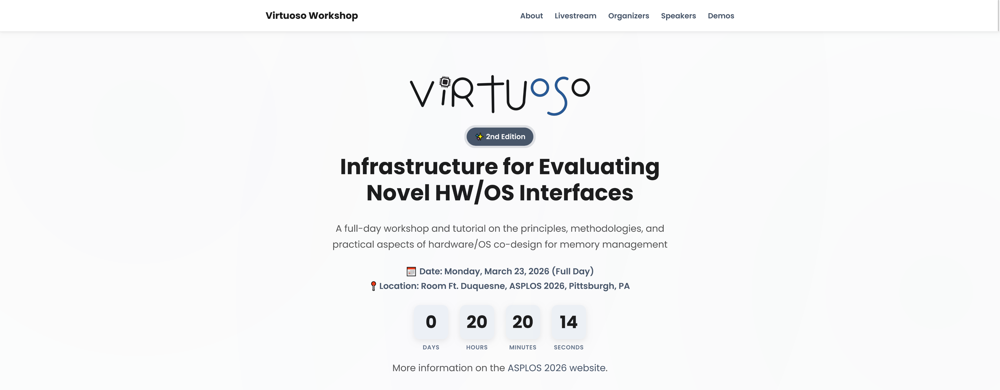 Virtuoso Workshop
About Livestream Organizers Speakers Demos
ViRTUOSO
✨ 2nd Edition
Infrastructure for Evaluating
Novel HW/OS Interfaces
A full-day workshop and tutorial on the principles, methodologies, and
practical aspects of hardware/OS co-design for memory management
📅 Date: Monday, March 23, 2026 (Full Day)
📍 Location: Room Ft. Duquesne, ASPLOS 2026, Pittsburgh, PA
0 20 20 14
DAYS HOURS MINUTES SECONDS
More information on the ASPLOS 2026 website.